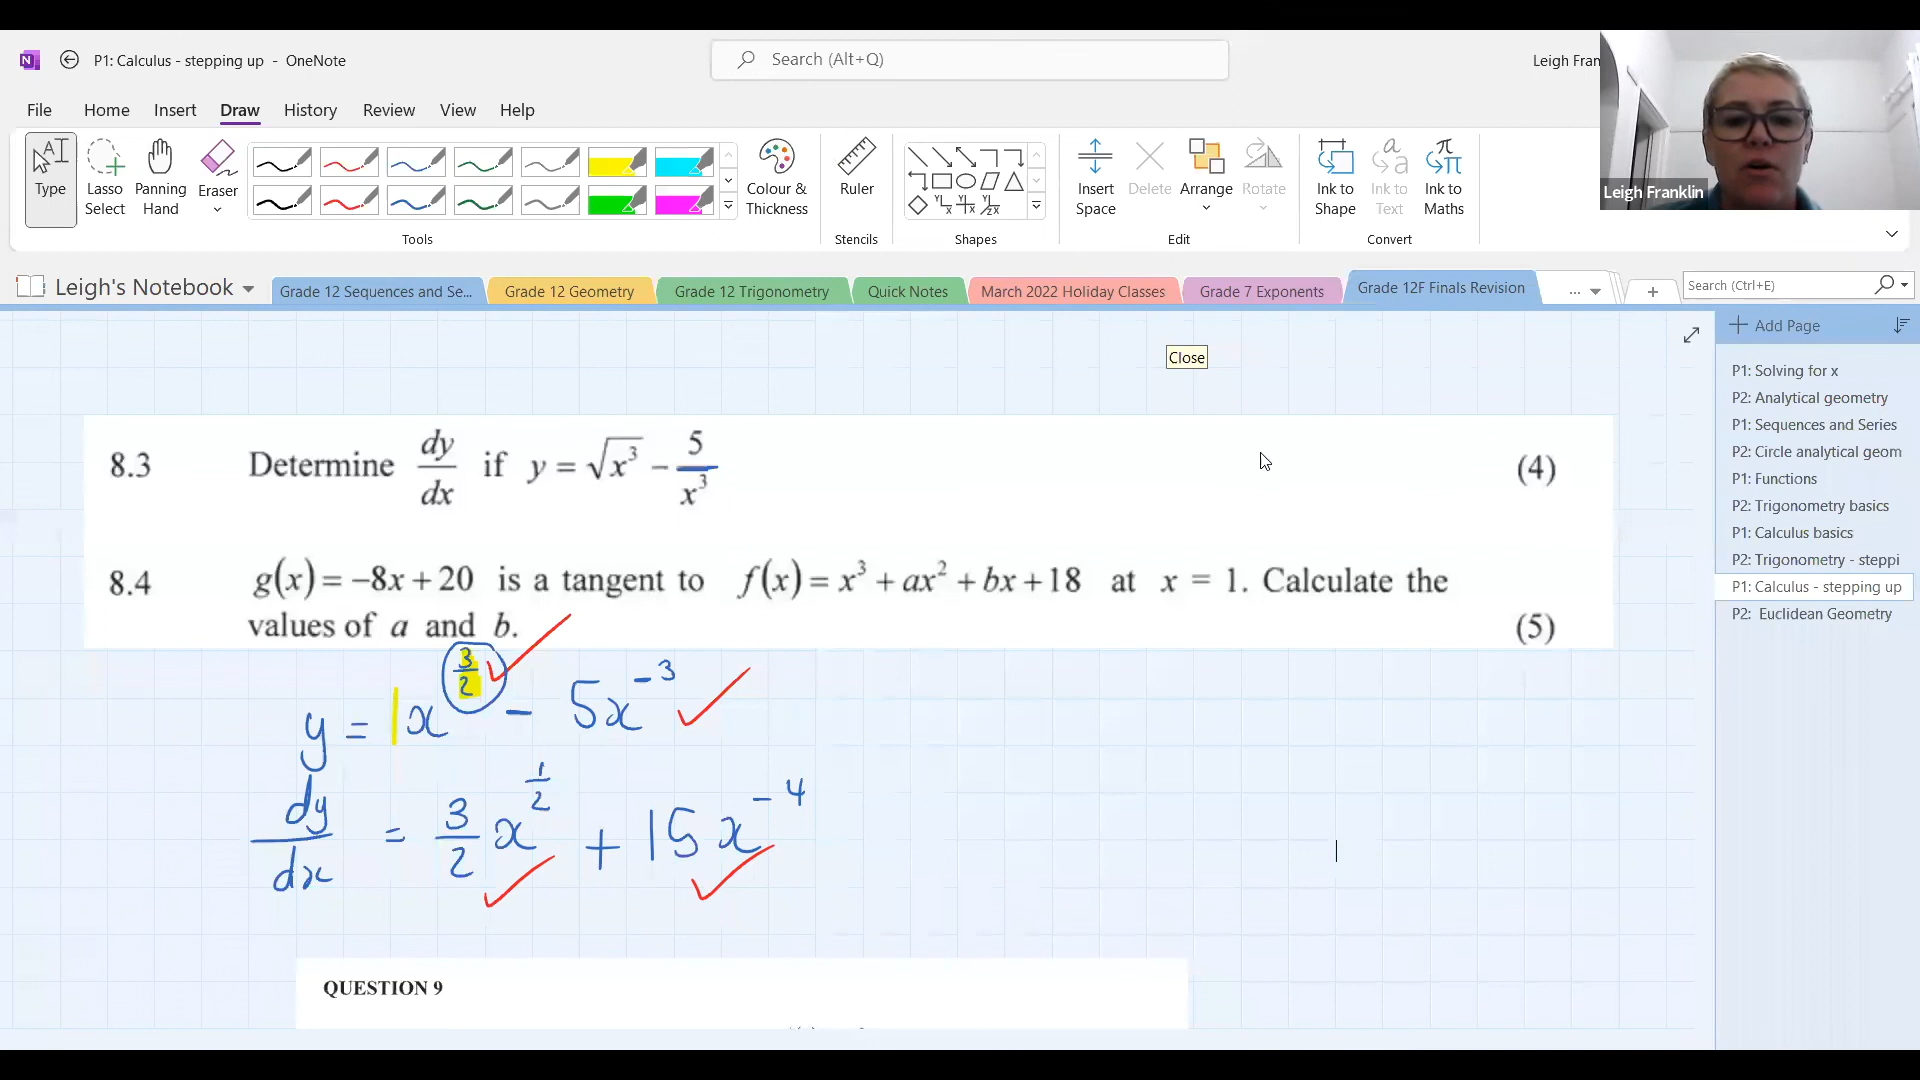 P1: Calculus - stepping up - OneNote
Search (Alt+Q)
Leigh Fran
File Home Insert Draw History Review View Help
Type
Lasso Select
Panning Hand
Eraser
Colour & Thickness
Ruler
Insert Space
Delete
Arrange
Rotate
Ink to Shape
Ink to Text
Ink to Maths
Tools Stencils Shapes Edit Convert
Leigh Franklin
Leigh's Notebook
Grade 12 Sequences and Se...
Grade 12 Geometry
Grade 12 Trigonometry
Quick Notes
March 2022 Holiday Classes
Grade 7 Exponents
Grade 12F Finals Revision
...
Search (Ctrl+E)
Add Page
P1: Solving for x
P2: Analytical geometry
P1: Sequences and Series
P2: Circle analytical geom
P1: Functions
P2: Trigonometry basics
P1: Calculus basics
P2: Trigonometry - steppi
P1: Calculus - stepping up
P2: Euclidean Geometry
Close
8.3 Determine dy/dx if y = √x³ − 5/x³ (4)
8.4 g(x) = −8x + 20 is a tangent to f(x) = x³ + ax² + bx + 18 at x = 1. Calculate the
values of a and b. (5)
y = 1x^(3/2) − 5x^(−3)
dy/dx = 3/2 x^(1/2) + 15x^(−4)
QUESTION 9